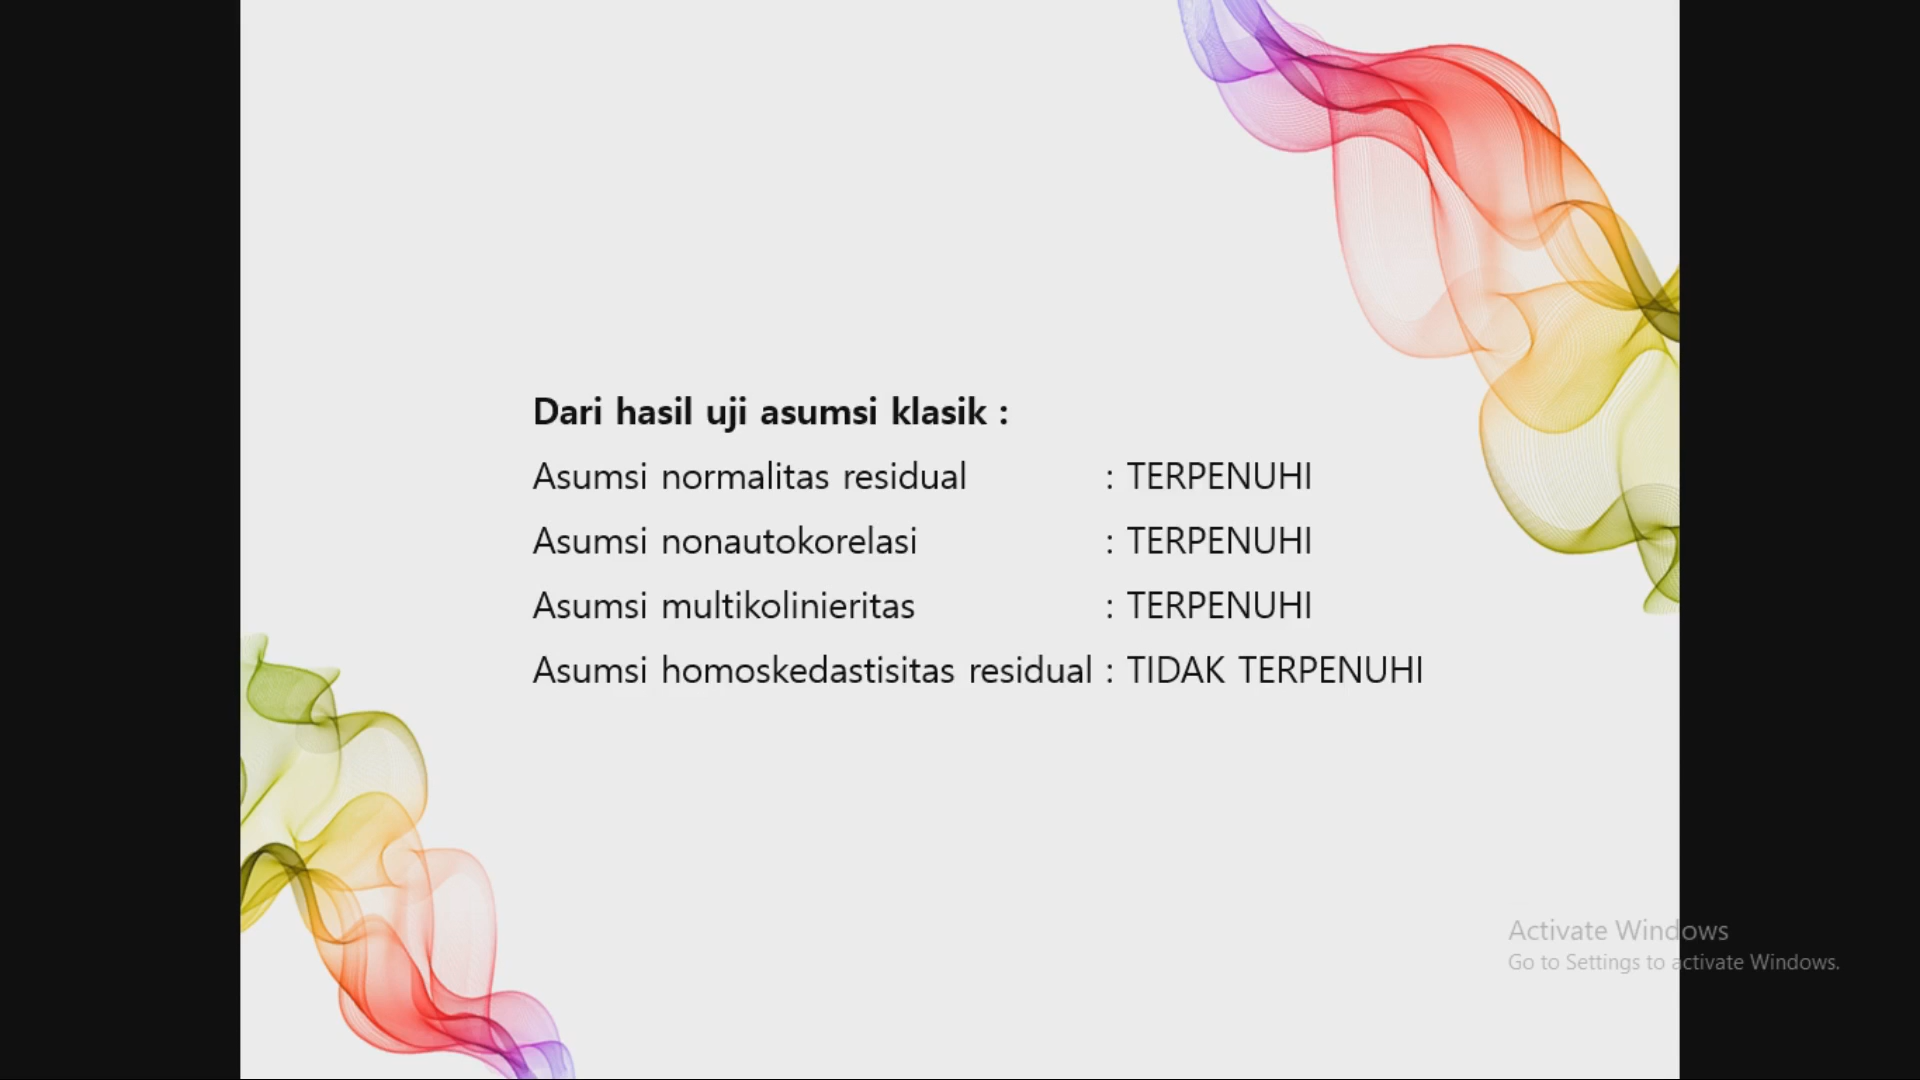 Dari hasil uji asumsi klasik :
Asumsi normalitas residual : TERPENUHI
Asumsi nonautokorelasi : TERPENUHI
Asumsi multikolinieritas : TERPENUHI
Asumsi homoskedastisitas residual : TIDAK TERPENUHI
Activate Windows
Go to Settings to activate Windows.